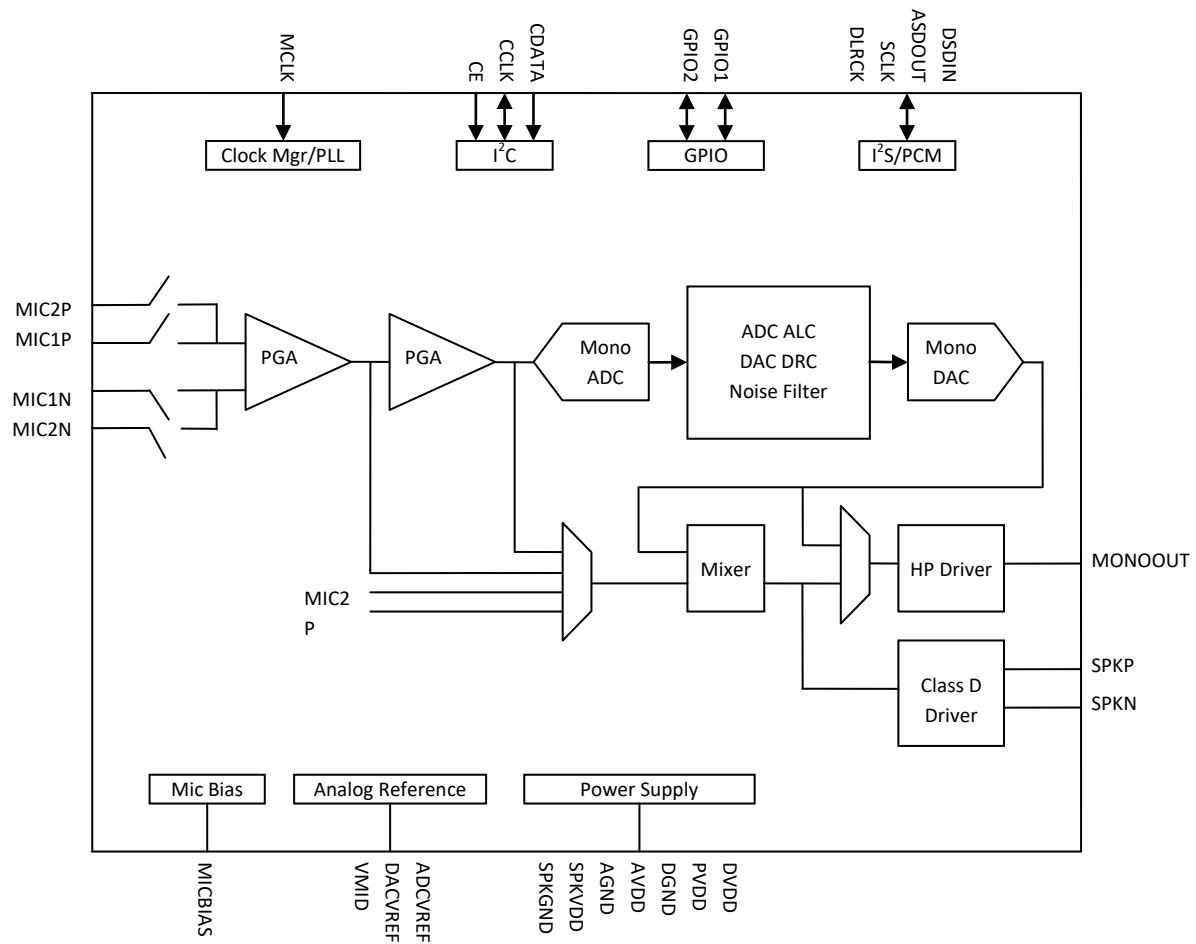 MCLK
CE
CCLK
CDATA
GPIO2
GPIO1
DLRCK
SCLK
ASDOUT
DSDIN
Clock Mgr/PLL
I²C
GPIO
I²S/PCM
MIC2P
MIC1P
MIC1N
MIC2N
PGA
PGA
Mono
ADC
ADC ALC
DAC DRC
Noise Filter
Mono
DAC
MIC2
P
Mixer
HP Driver
MONOOUT
Class D
Driver
SPKP
SPKN
Mic Bias
Analog Reference
Power Supply
MICBIAS
VMID
DACVREF
ADCVREF
SPKGND
SPKVDD
AGND
AVDD
DGND
PVDD
DVDD